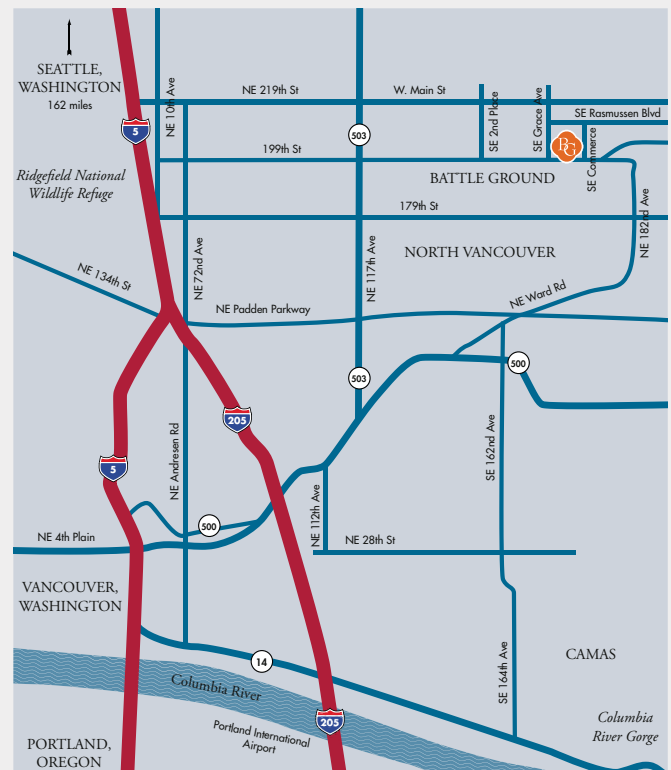 SEATTLE,
WASHINGTON
162 miles
NE 10th Ave
NE 219th St
W. Main St
SE 2nd Place
SE Grace Ave
SE Rasmussen Blvd
5
503
199th St
BG
SE Commerce
Ridgefield National
Wildlife Refuge
BATTLE GROUND
179th St
NE 182nd Ave
NE 72nd Ave
NE 117th Ave
NORTH VANCOUVER
NE 134th St
NE Padden Parkway
NE Ward Rd
503
500
205
NE Andresen Rd
SE 162nd Ave
5
NE 112th Ave
500
NE 4th Plain
NE 28th St
VANCOUVER,
WASHINGTON
14
SE 164th Ave
CAMAS
Columbia River
205
Portland International
Airport
Columbia
River Gorge
PORTLAND,
OREGON